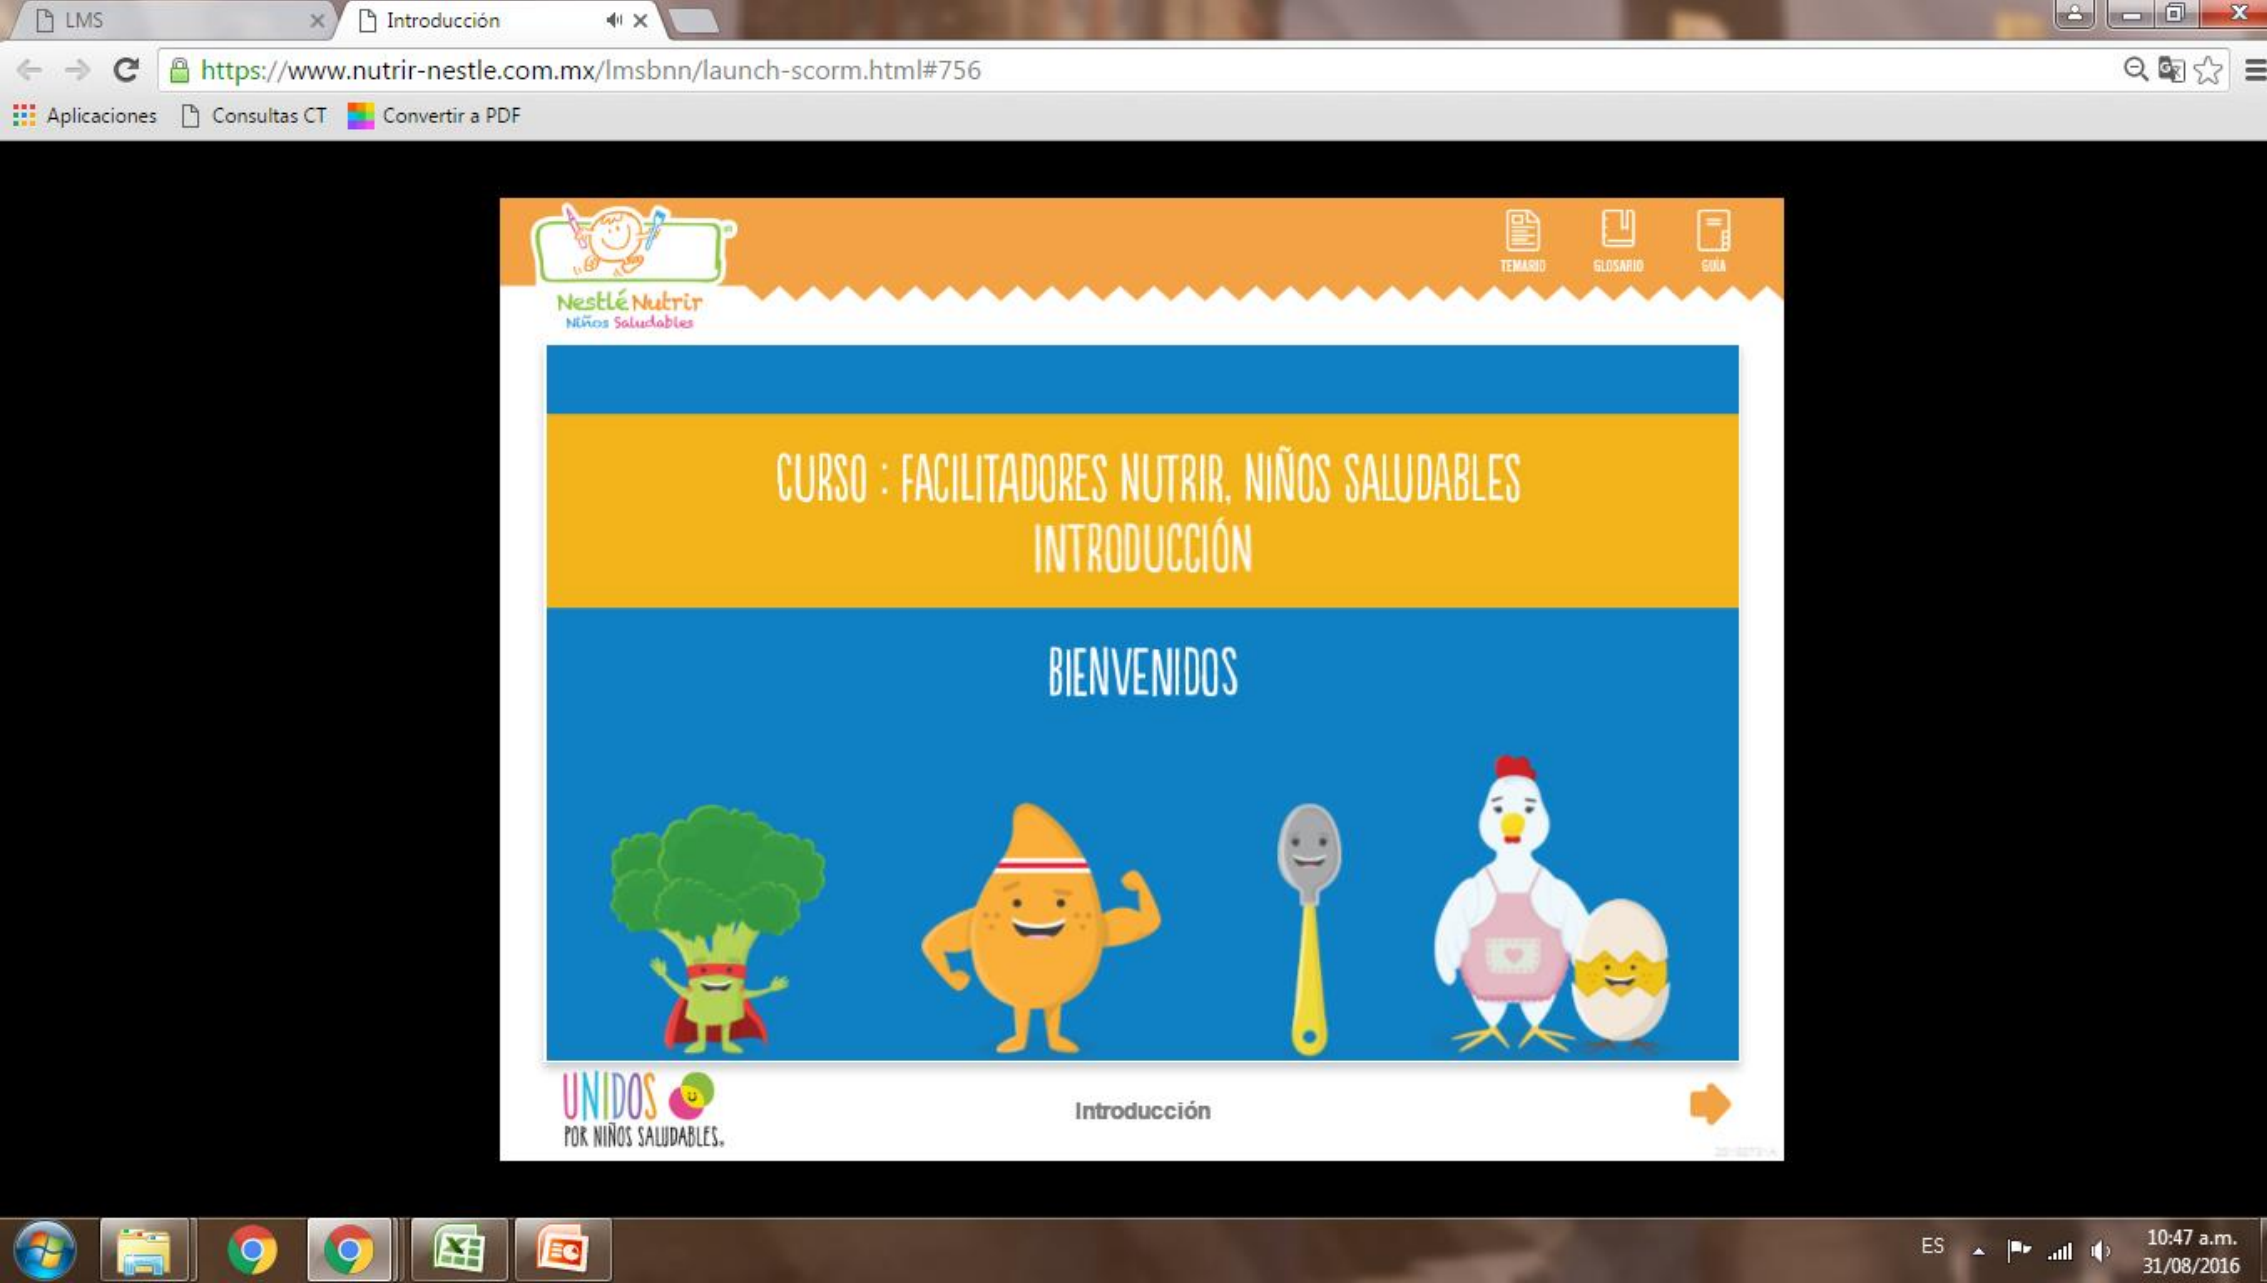 LMS
Introducción
https://www.nutrir-nestle.com.mx/lmsbnn/launch-scorm.html#756
Aplicaciones
Consultas CT
Convertir a PDF
TEMARIO
GLOSARIO
GUÍA
Nestlé Nutrir
Niños Saludables
CURSO : FACILITADORES NUTRIR, NIÑOS SALUDABLES
INTRODUCCIÓN
BIENVENIDOS
UNIDOS
POR NIÑOS SALUDABLES.
Introducción
ES
10:47 a.m.
31/08/2016